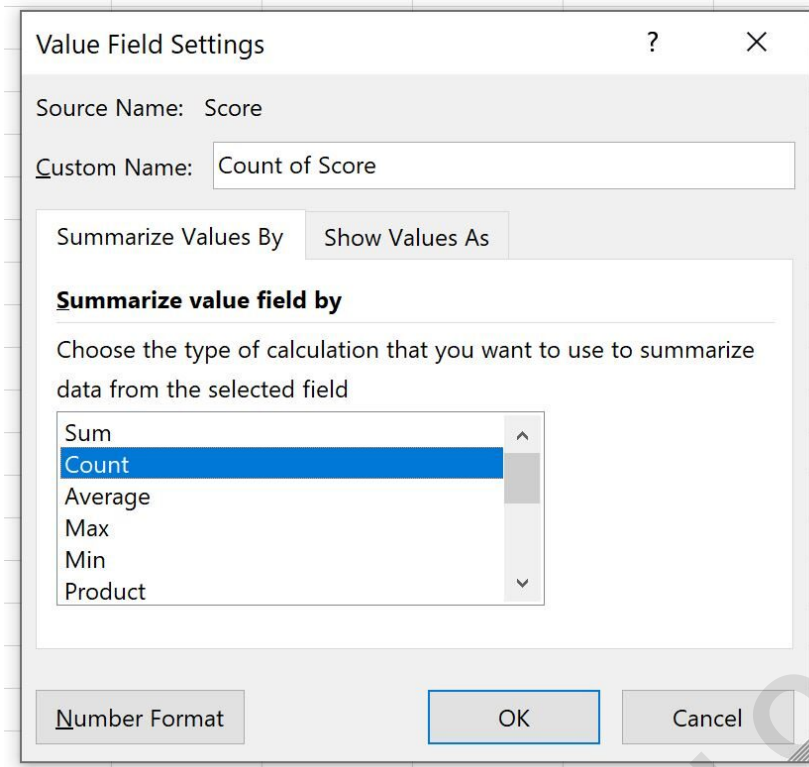 Value Field Settings ?
Source Name: Score
Custom Name: Count of Score
Summarize Values By Show Values As
Summarize value field by
Choose the type of calculation that you want to use to summarize
data from the selected field
Sum
Count
Average
Max
Min
Product
Number Format OK Cancel